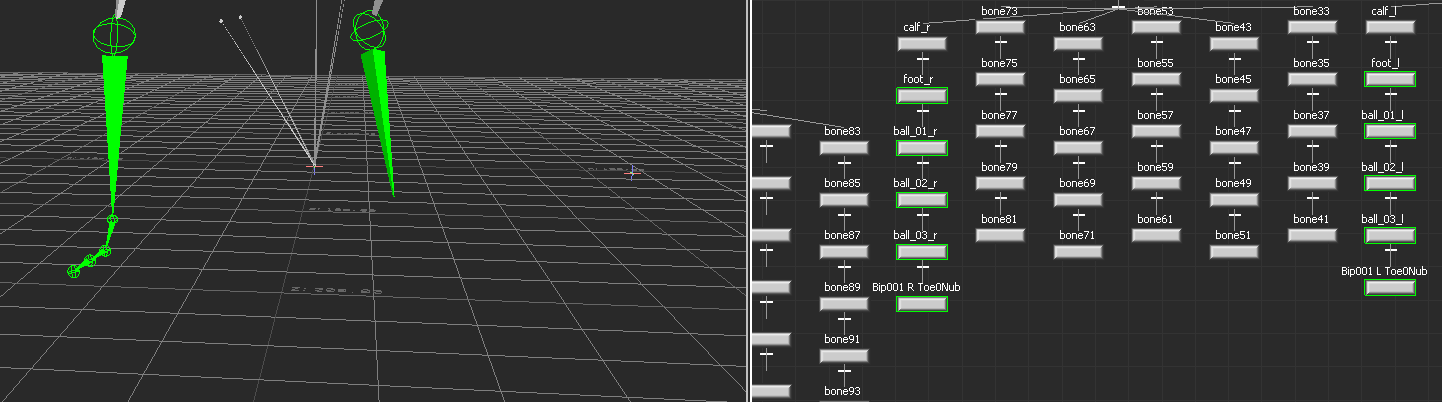 bone73
bone53
bone33
calf_l
calf_r
bone63
bone43
bone75
bone55
bone35
foot_l
foot_r
bone65
bone45
bone77
bone57
bone37
ball_01_l
bone83
ball_01_r
bone67
bone47
bone79
bone59
bone39
ball_02_l
bone85
ball_02_r
bone69
bone49
bone81
bone61
bone41
ball_03_l
bone87
ball_03_r
bone71
bone51
Bip001 L Toe0Nub
bone89
Bip001 R Toe0Nub
bone91
bone93